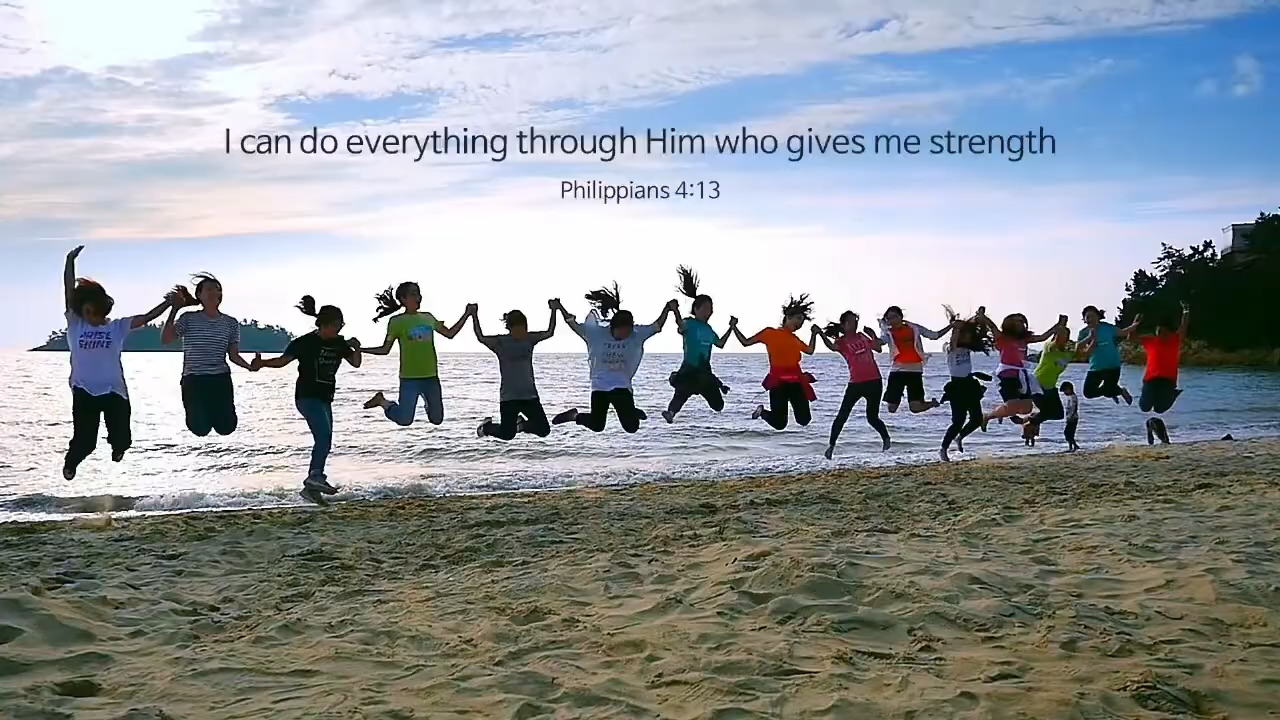 I can do everything through Him who gives me strength
Philippians 4:13